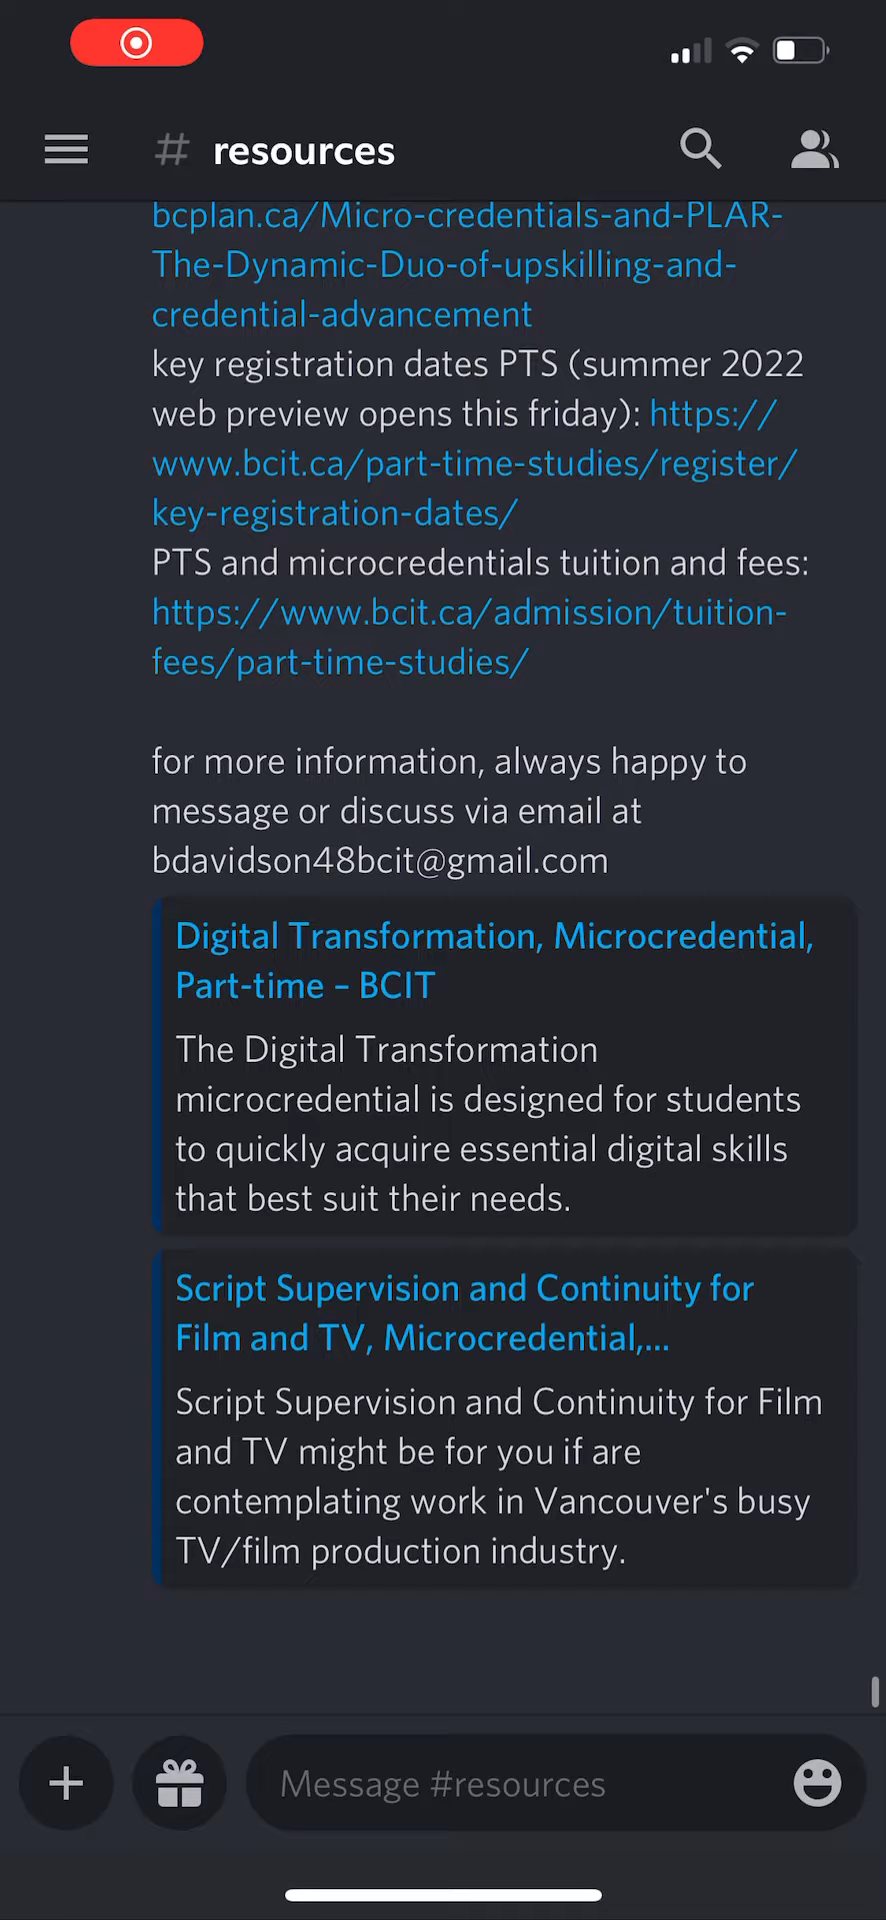 # resources
bcplan.ca/Micro-credentials-and-PLAR-
The-Dynamic-Duo-of-upskilling-and-
credential-advancement
key registration dates PTS (summer 2022
web preview opens this friday): https://
www.bcit.ca/part-time-studies/register/
key-registration-dates/
PTS and microcredentials tuition and fees:
https://www.bcit.ca/admission/tuition-
fees/part-time-studies/
for more information, always happy to
message or discuss via email at
bdavidson48bcit@gmail.com
Digital Transformation, Microcredential,
Part-time – BCIT
The Digital Transformation
microcredential is designed for students
to quickly acquire essential digital skills
that best suit their needs.
Script Supervision and Continuity for
Film and TV, Microcredential,...
Script Supervision and Continuity for Film
and TV might be for you if are
contemplating work in Vancouver's busy
TV/film production industry.
Message #resources